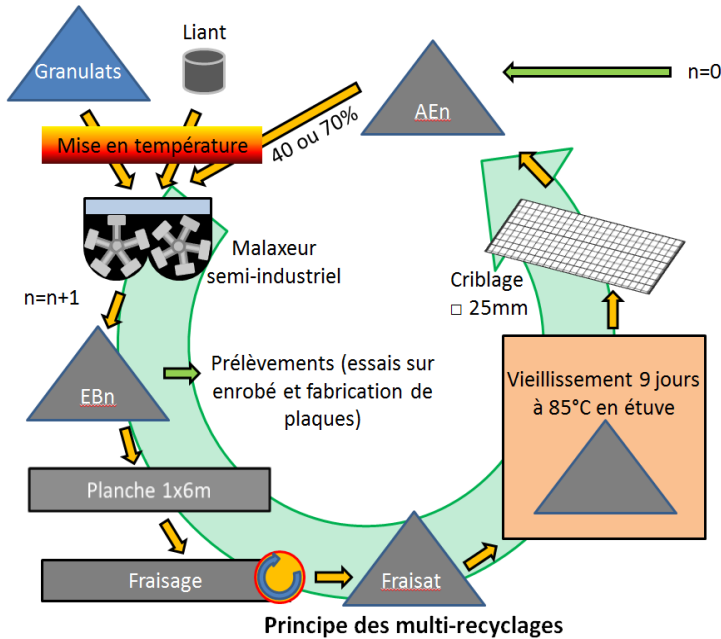 Liant
Granulats
n=0
AEn
Mise en température
40 ou 70%
Malaxeur
semi-industriel
Criblage
□ 25mm
n=n+1
Prélèvements (essais sur
enrobé et fabrication de
plaques)
EBn
Vieillissement 9 jours
à 85°C en étuve
Planche 1x6m
Fraisage
Fraisat
Principe des multi-recyclages